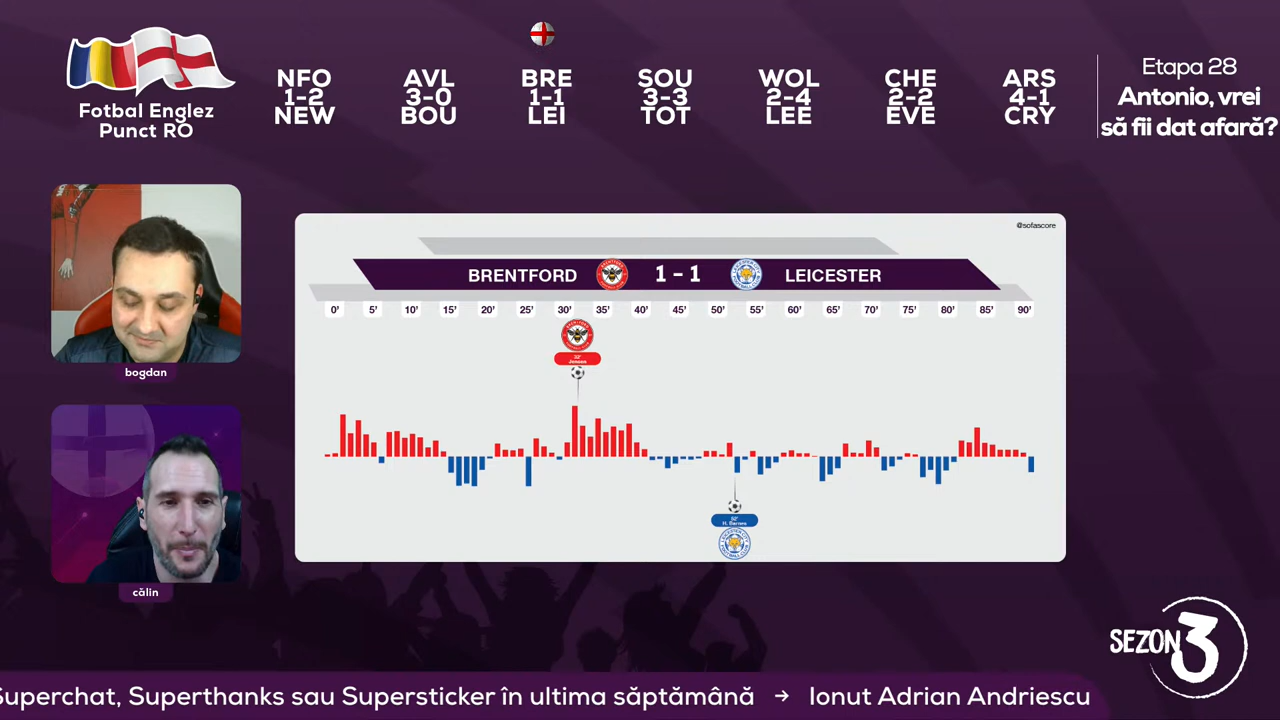 Fotbal Englez
Punct RO
NFO
1-2
NEW
AVL
3-0
BOU
BRE
1-1
LEI
SOU
3-3
TOT
WOL
2-4
LEE
CHE
2-2
EVE
ARS
4-1
CRY
Etapa 28
Antonio, vrei
să fii dat afară?
@sofascore
BRENTFORD 1 - 1 LEICESTER
0' 5' 10' 15' 20' 25' 30' 35' 40' 45' 50' 55' 60' 65' 70' 75' 80' 85' 90'
32'
Jensen
52'
H. Barnes
bogdan
călin
SEZON 3
Superchat, Superthanks sau Supersticker în ultima săptămână → Ionut Adrian Andriescu